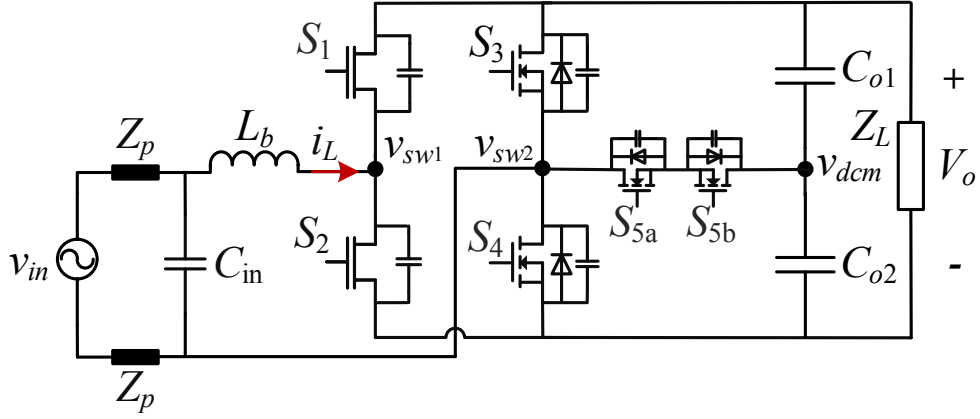 S1
S3
Co1
+
Zp
Lb
iL
vsw1
vsw2
ZL
vdcm
Vo
vin
Cin
S2
S4
S5a
S5b
Co2
-
Zp